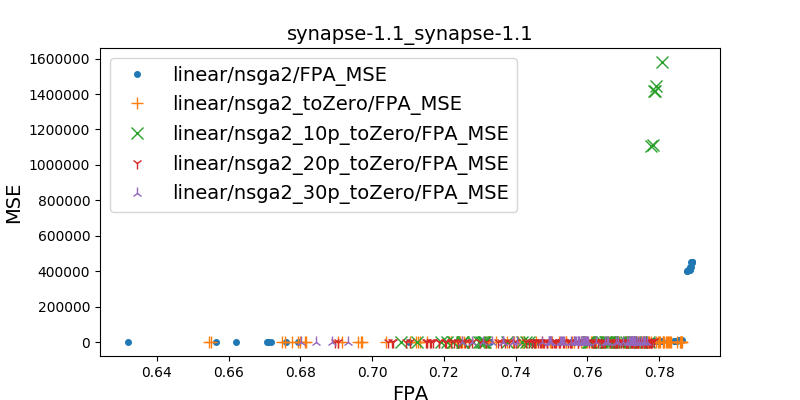 synapse-1.1_synapse-1.1
linear/nsga2/FPA_MSE
linear/nsga2_toZero/FPA_MSE
linear/nsga2_10p_toZero/FPA_MSE
linear/nsga2_20p_toZero/FPA_MSE
linear/nsga2_30p_toZero/FPA_MSE
MSE
1600000
1400000
1200000
1000000
800000
600000
400000
200000
0
0.64 0.66 0.68 0.70 0.72 0.74 0.76 0.78
FPA